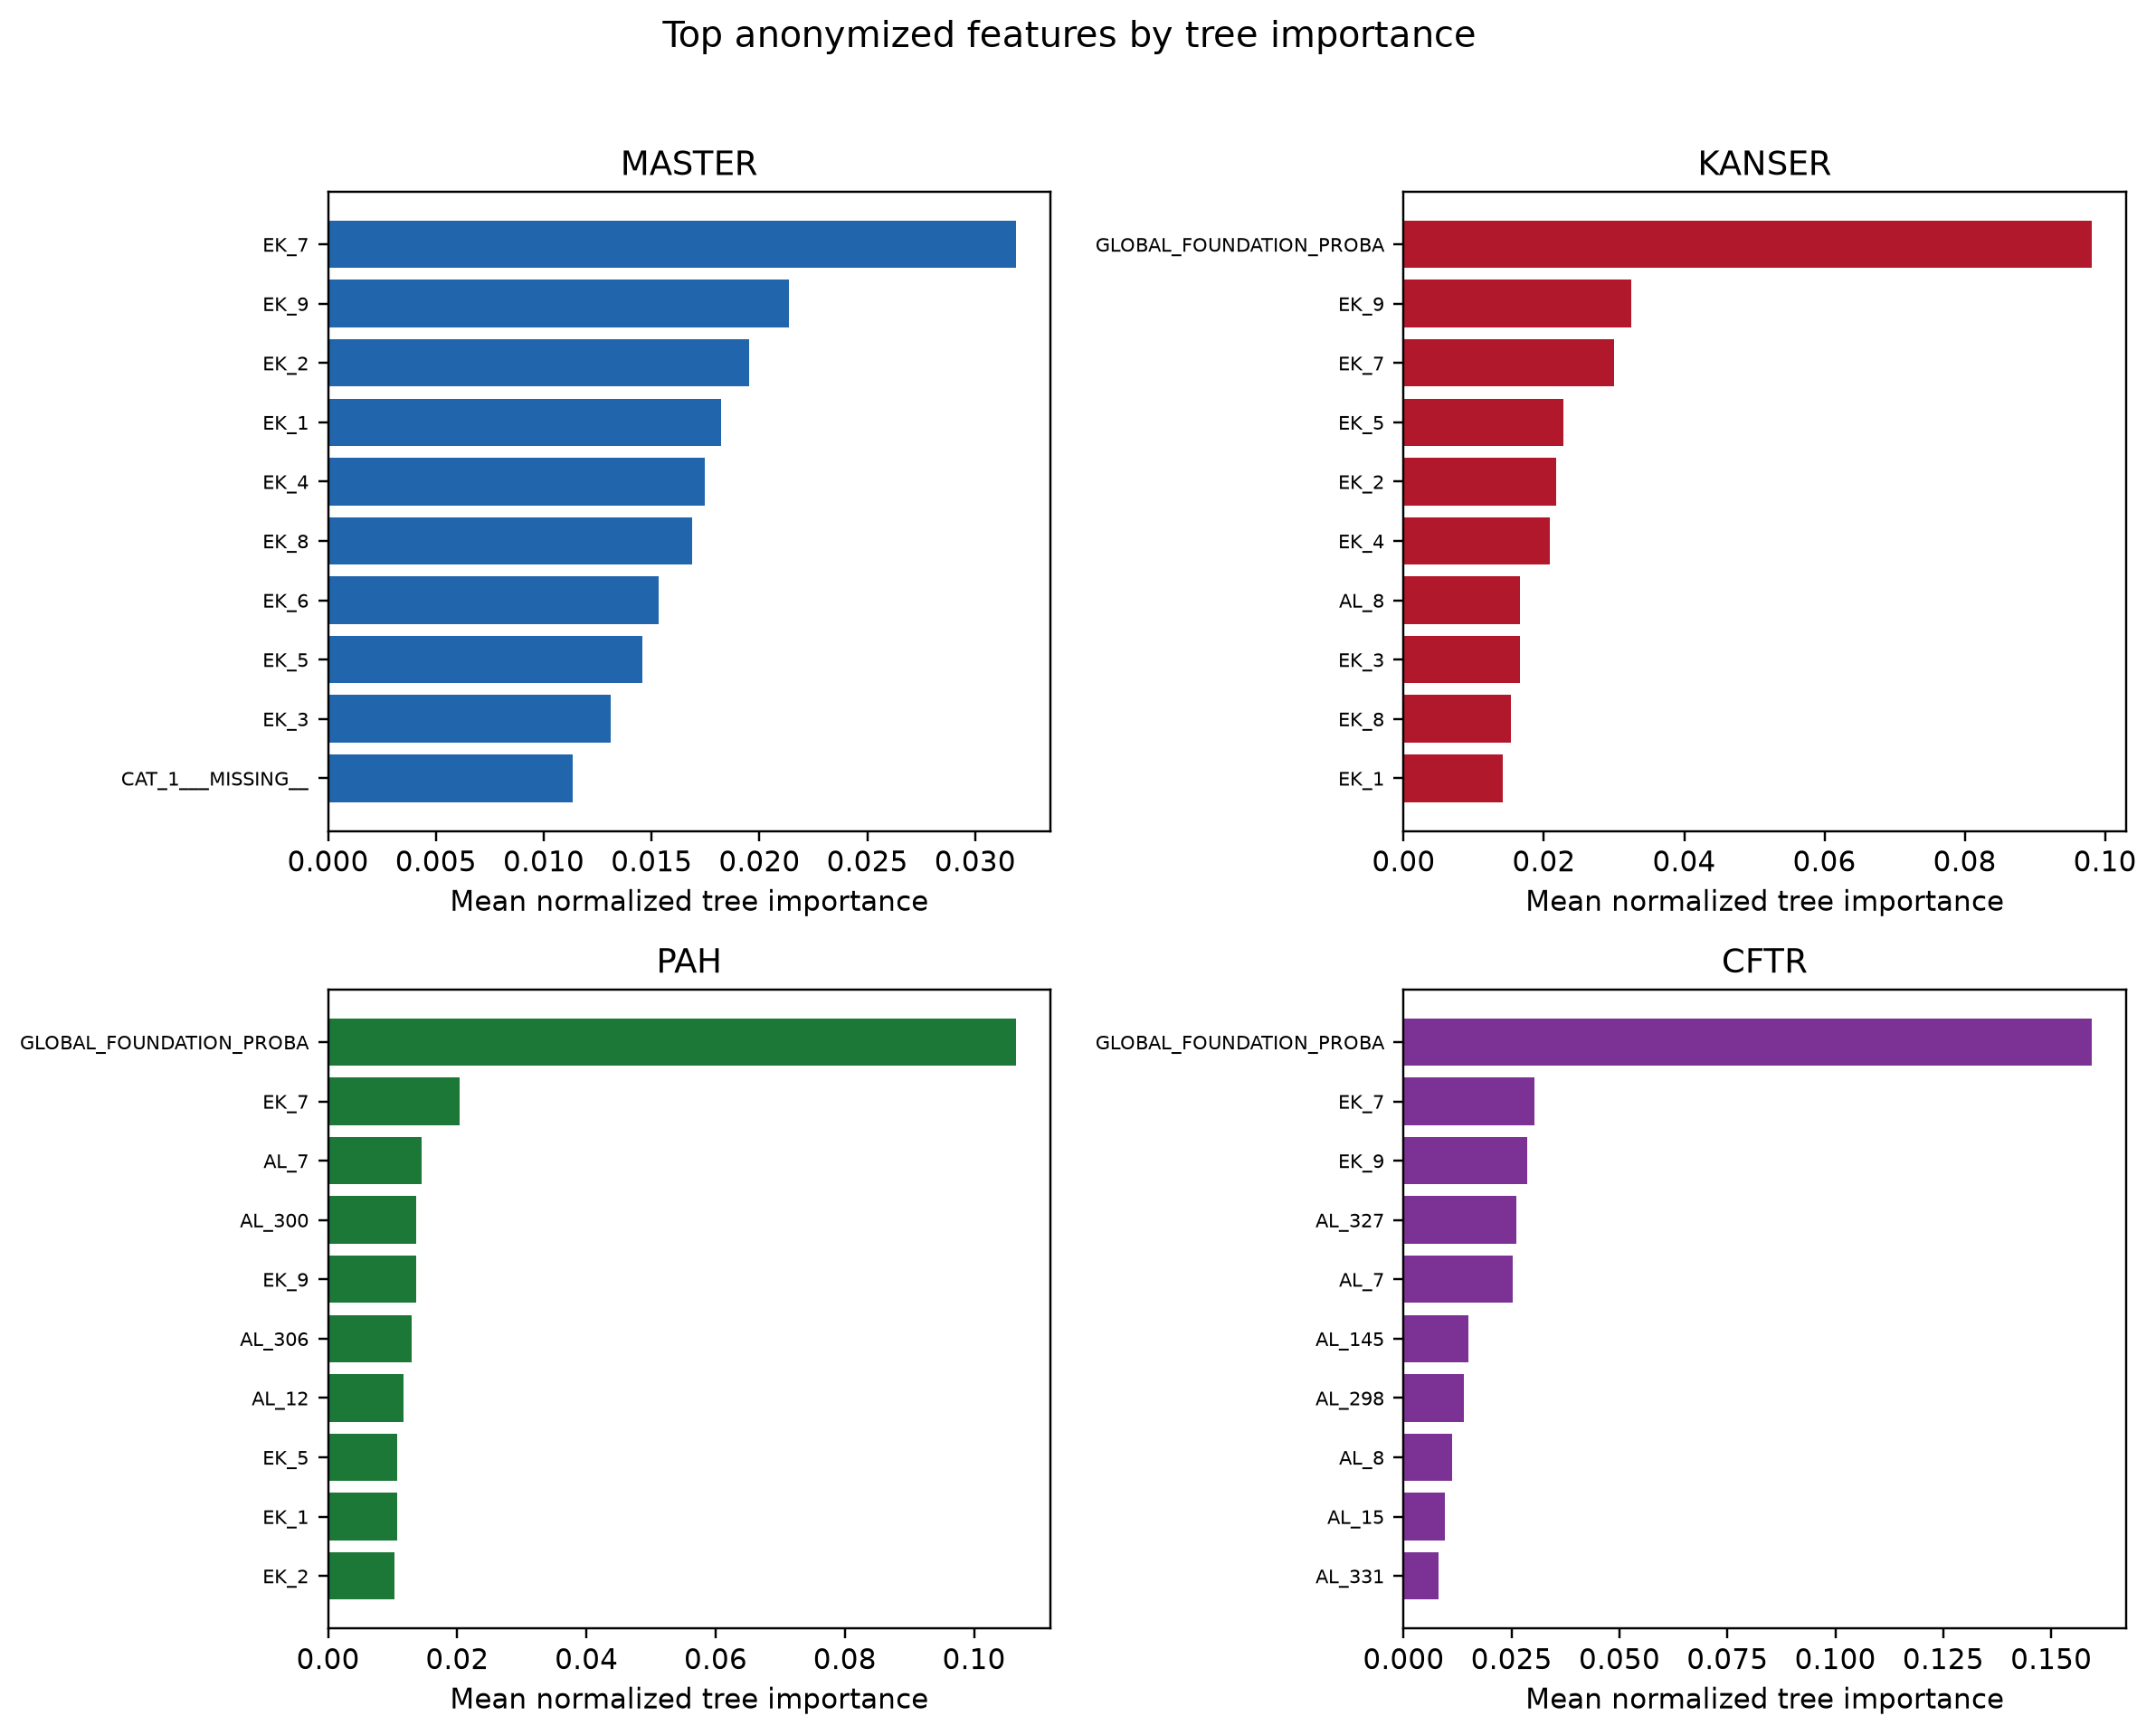 Top anonymized features by tree importance
MASTER
EK_7
EK_9
EK_2
EK_1
EK_4
EK_8
EK_6
EK_5
EK_3
CAT_1___MISSING__
0.000 0.005 0.010 0.015 0.020 0.025 0.030
Mean normalized tree importance
KANSER
GLOBAL_FOUNDATION_PROBA
EK_9
EK_7
EK_5
EK_2
EK_4
AL_8
EK_3
EK_8
EK_1
0.00 0.02 0.04 0.06 0.08 0.10
Mean normalized tree importance
PAH
GLOBAL_FOUNDATION_PROBA
EK_7
AL_7
AL_300
EK_9
AL_306
AL_12
EK_5
EK_1
EK_2
0.00 0.02 0.04 0.06 0.08 0.10
Mean normalized tree importance
CFTR
GLOBAL_FOUNDATION_PROBA
EK_7
EK_9
AL_327
AL_7
AL_145
AL_298
AL_8
AL_15
AL_331
0.000 0.025 0.050 0.075 0.100 0.125 0.150
Mean normalized tree importance